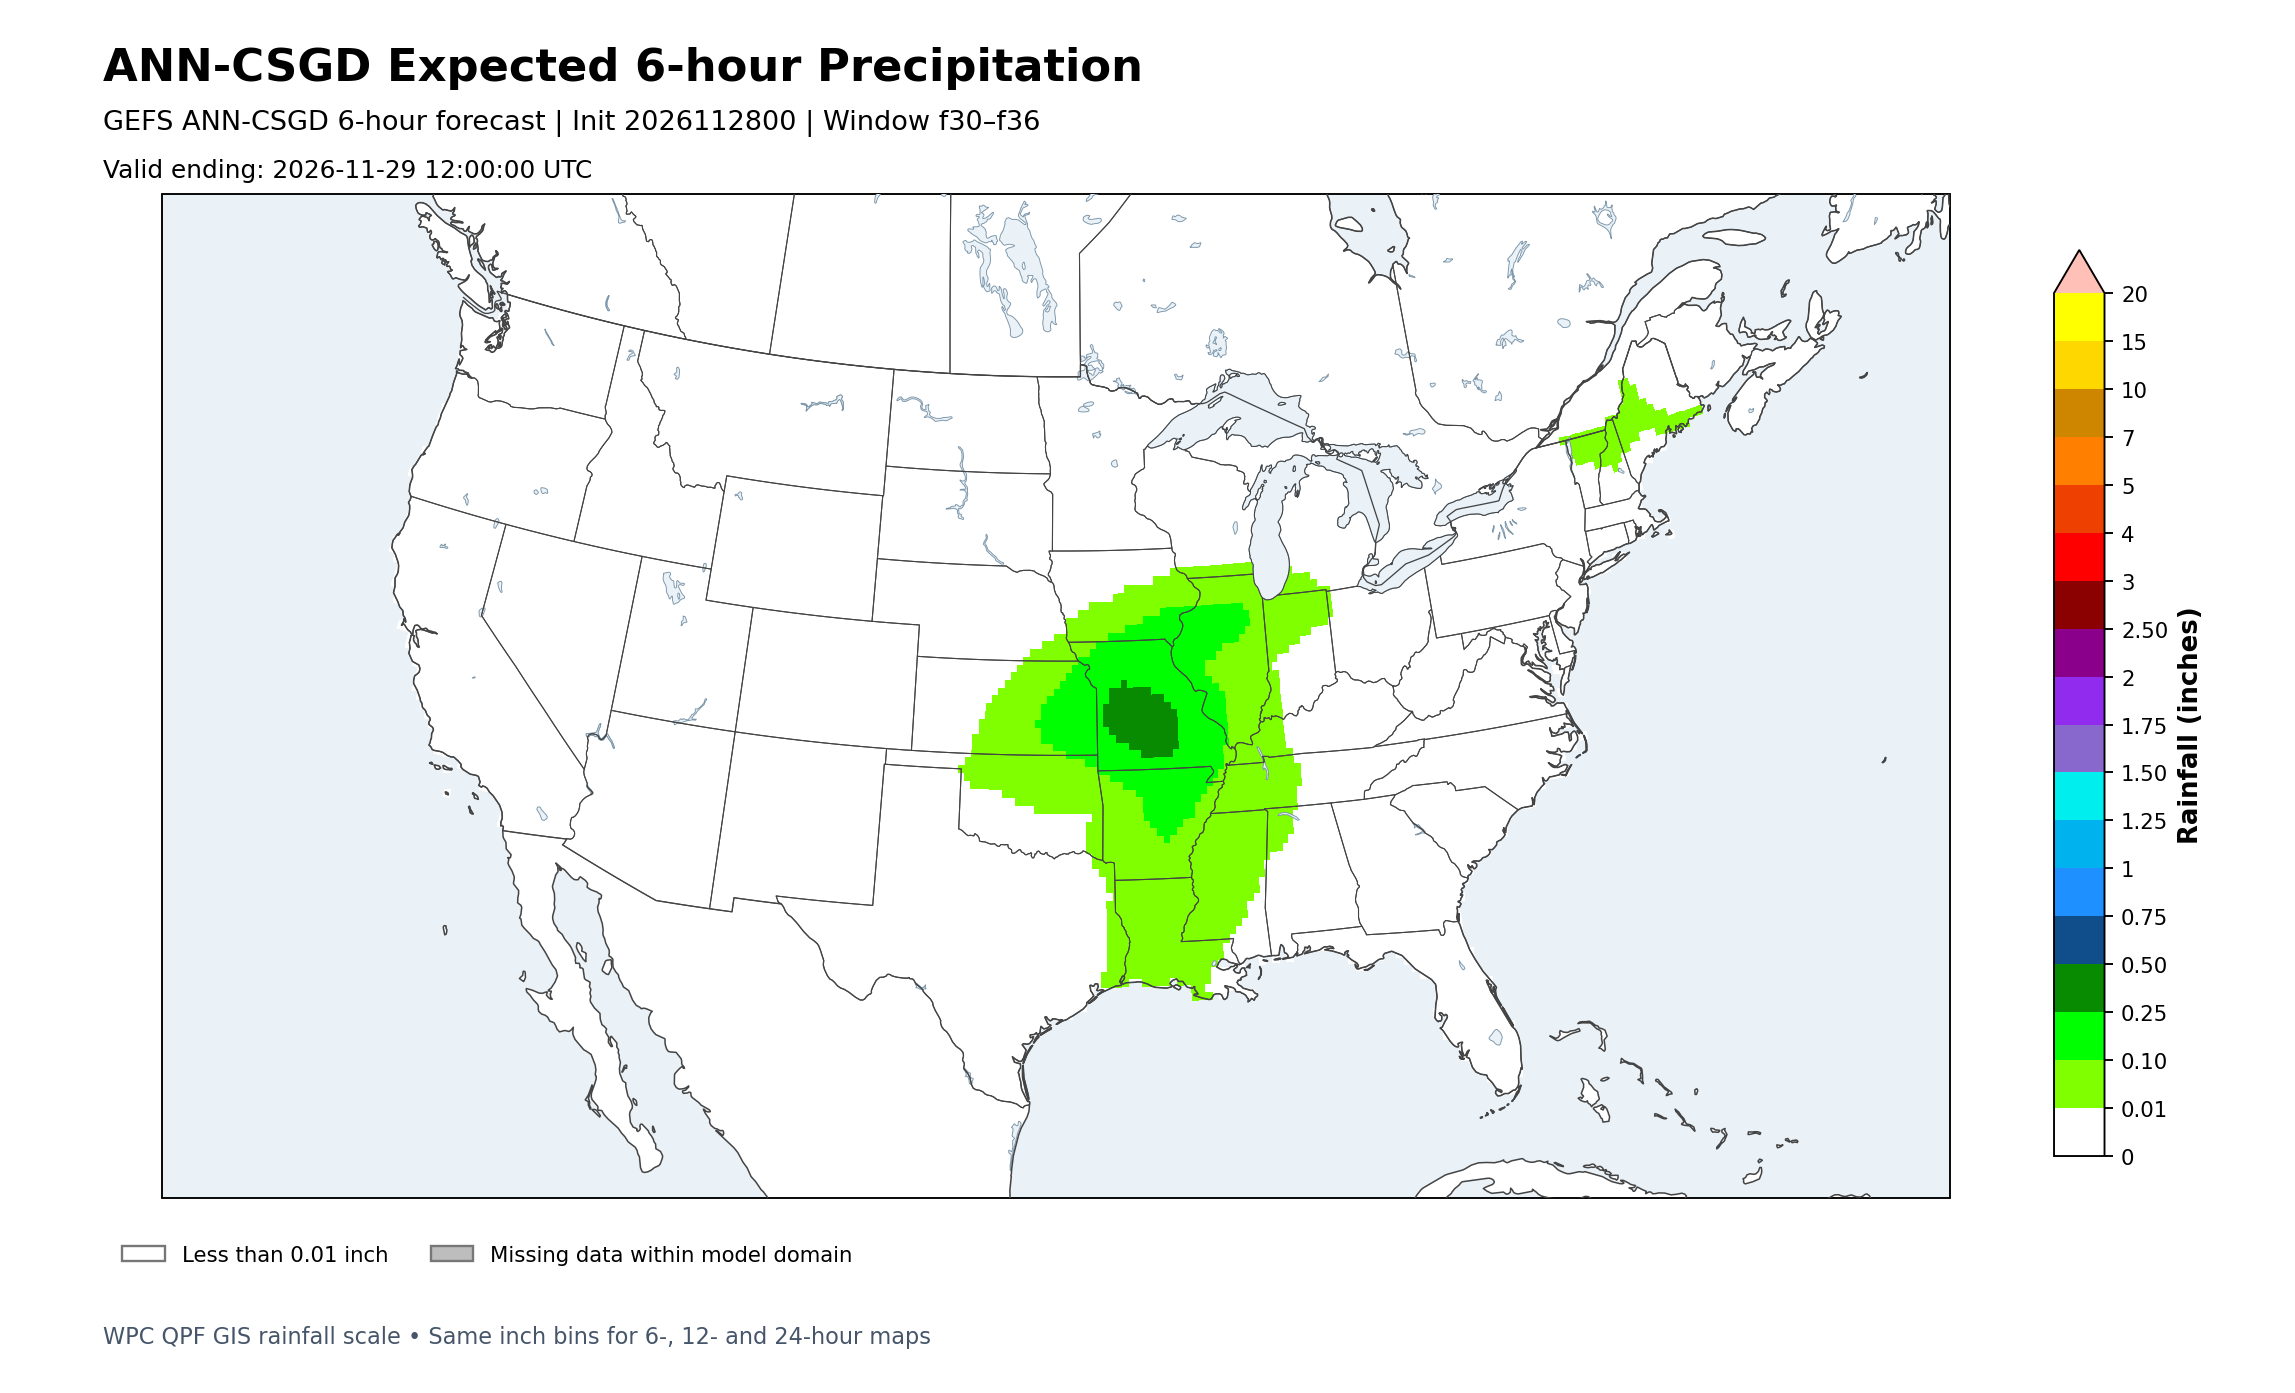 ANN-CSGD Expected 6-hour Precipitation
GEFS ANN-CSGD 6-hour forecast | Init 2026112800 | Window f30–f36
Valid ending: 2026-11-29 12:00:00 UTC
20
15
10
7
5
4
3
2.50
2
1.75
1.50
1.25
1
0.75
0.50
0.25
0.10
0.01
0
Rainfall (inches)
Less than 0.01 inch
Missing data within model domain
WPC QPF GIS rainfall scale • Same inch bins for 6-, 12- and 24-hour maps